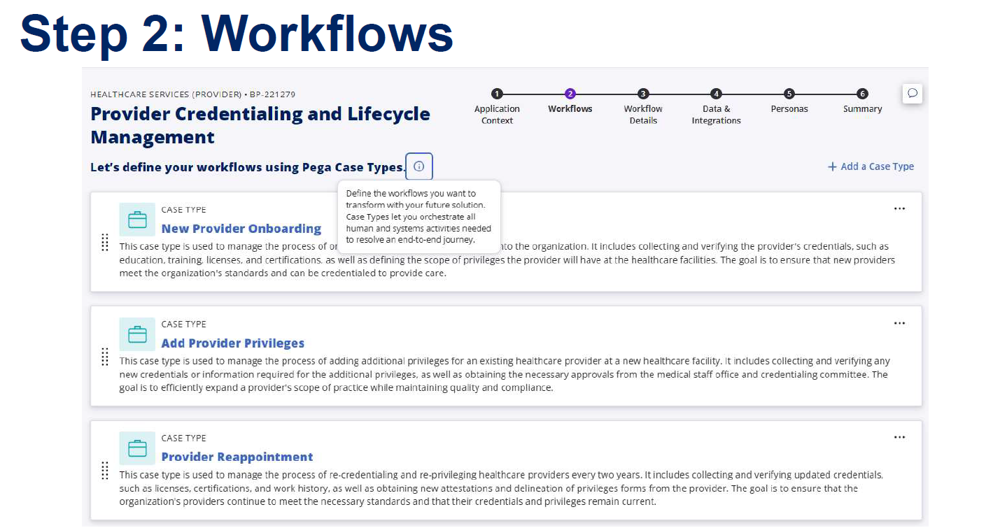 Step 2: Workflows
HEALTHCARE SERVICES (PROVIDER) • BP-221279
Provider Credentialing and Lifecycle
Management
1 2 3 4 5 6
Application Context
Workflows
Workflow Details
Data & Integrations
Personas
Summary
Let's define your workflows using Pega Case Types.
+ Add a Case Type
Define the workflows you want to
transform with your future solution.
Case Types let you orchestrate all
human and systems activities needed
to resolve an end-to-end journey.
CASE TYPE
New Provider Onboarding
This case type is used to manage the process of nto the organization. It includes collecting and verifying the provider's credentials, such as
education, training, licenses, and certifications, as well as defining the scope of privileges the provider will have at the healthcare facilities. The goal is to ensure that new providers
meet the organization's standards and can be credentialed to provide care.
CASE TYPE
Add Provider Privileges
This case type is used to manage the process of adding additional privileges for an existing healthcare provider at a new healthcare facility. It includes collecting and verifying any
new credentials or information required for the additional privileges, as well as obtaining the necessary approvals from the medical staff office and credentialing committee. The
goal is to efficiently expand a provider's scope of practice while maintaining quality and compliance.
CASE TYPE
Provider Reappointment
This case type is used to manage the process of re-credentialing and re-privileging healthcare providers every two years. It includes collecting and verifying updated credentials,
such as licenses, certifications, and work history, as well as obtaining new attestations and delineation of privileges forms from the provider. The goal is to ensure that the
organization's providers continue to meet the necessary standards and that their credentials and privileges remain current.